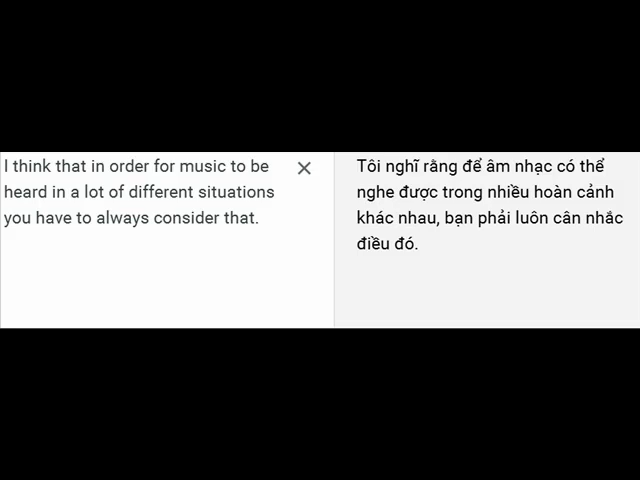 I think that in order for music to be
heard in a lot of different situations
you have to always consider that.
Tôi nghĩ rằng để âm nhạc có thể
nghe được trong nhiều hoàn cảnh
khác nhau, bạn phải luôn cân nhắc
điều đó.